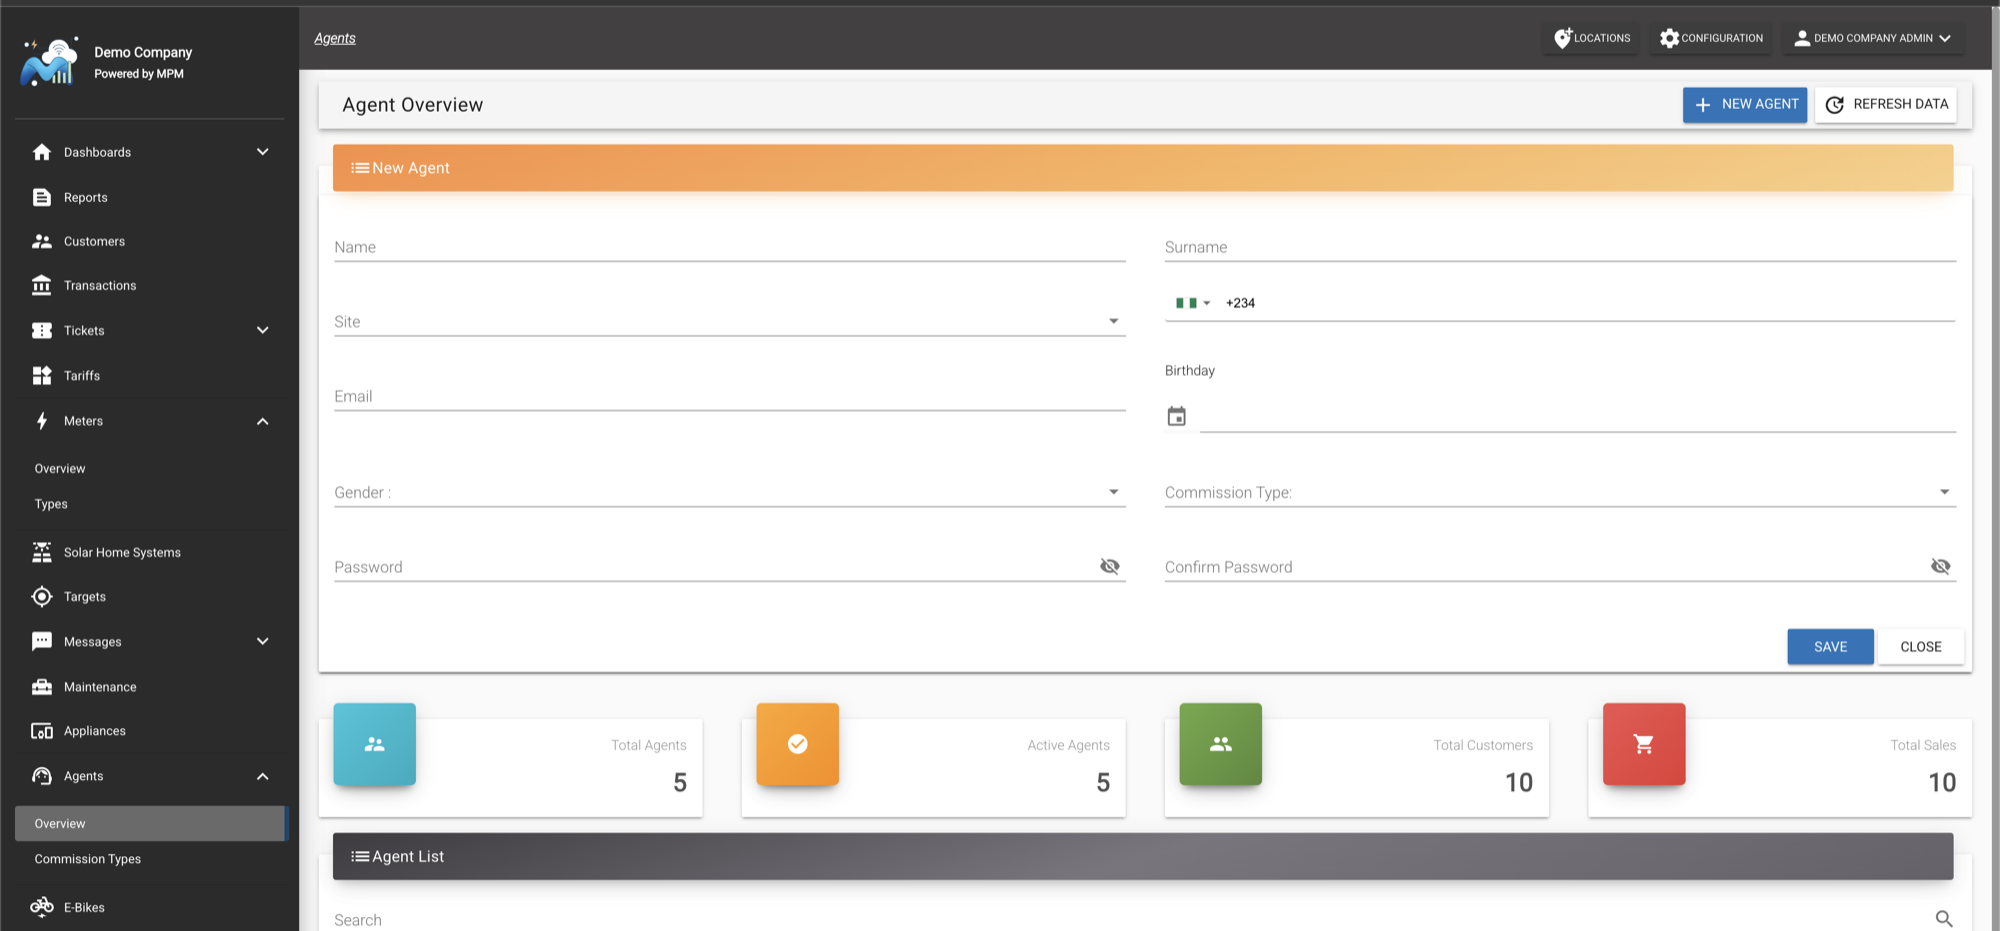 Demo Company
Powered by MPM
Dashboards
Reports
Customers
Transactions
Tickets
Tariffs
Meters
Overview
Types
Solar Home Systems
Targets
Messages
Maintenance
Appliances
Agents
Overview
Commission Types
E-Bikes
Agents
LOCATIONS
CONFIGURATION
DEMO COMPANY ADMIN
Agent Overview
NEW AGENT
REFRESH DATA
New Agent
Name
Surname
Site
+234
Birthday
Email
Gender :
Commission Type:
Password
Confirm Password
SAVE
CLOSE
Total Agents
5
Active Agents
5
Total Customers
10
Total Sales
10
Agent List
Search